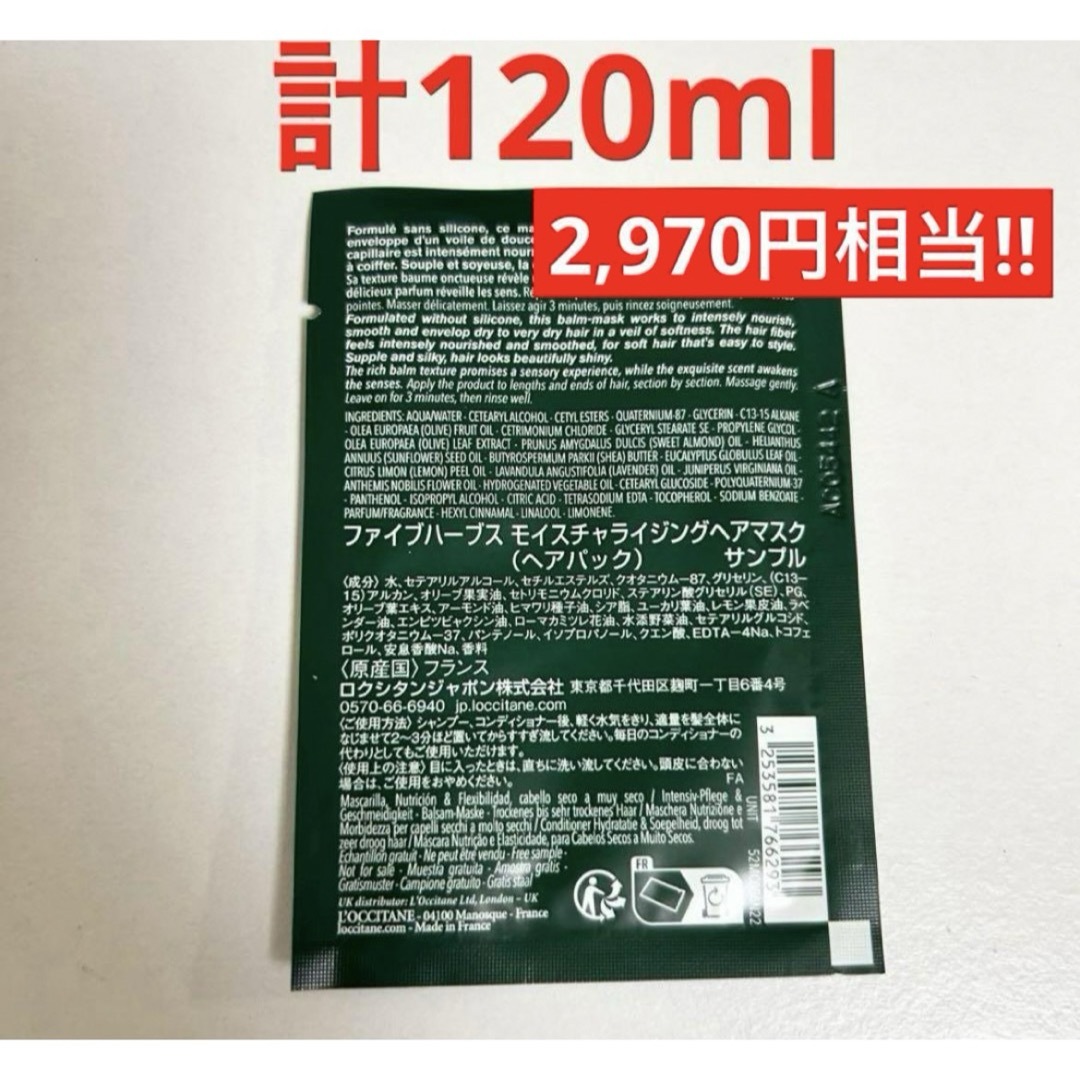 計120ml
2,970円相当!!
Formulé sans silicone, ce
enveloppe d'un voile de
capillaire est intensément
à coiffer. Souple et soyeuse, la
Sa texture baume onctueuse révèle
délicieux parfum réveille les sens.
pointes. Masser délicatement. Laissez agir 3 minutes, puis rincez soigneusement.
Formulated without silicone, this balm-mask works to intensely nourish,
smooth and envelop dry to very dry hair in a veil of softness. The hair fiber
feels intensely nourished and smoothed, for soft hair that's easy to style.
Supple and silky, hair looks beautifully shiny.
The rich balm texture promises a sensory experience, while the exquisite scent awakens
the senses. Apply the product to lengths and ends of hair, section by section. Massage gently.
Leave on for 3 minutes, then rinse well.
INGREDIENTS: AQUA/WATER · CETEARYL ALCOHOL · CETYL ESTERS · QUATERNIUM-87 · GLYCERIN · C13-15 ALKANE
· OLEA EUROPAEA (OLIVE) FRUIT OIL · CETRIMONIUM CHLORIDE · GLYCERYL STEARATE SE · PROPYLENE GLYCOL ·
OLEA EUROPAEA (OLIVE) LEAF EXTRACT · PRUNUS AMYGDALUS DULCIS (SWEET ALMOND) OIL · HELIANTHUS
ANNUUS (SUNFLOWER) SEED OIL · BUTYROSPERMUM PARKII (SHEA) BUTTER · EUCALYPTUS GLOBULUS LEAF OIL ·
CITRUS LIMON (LEMON) PEEL OIL · LAVANDULA ANGUSTIFOLIA (LAVENDER) OIL · JUNIPERUS VIRGINIANA OIL ·
ANTHEMIS NOBILIS FLOWER OIL · HYDROGENATED VEGETABLE OIL · CETEARYL GLUCOSIDE · POLYQUATERNIUM-37
· PANTHENOL · ISOPROPYL ALCOHOL · CITRIC ACID · TETRASODIUM EDTA · TOCOPHEROL · SODIUM BENZOATE ·
PARFUM/FRAGRANCE · HEXYL CINNAMAL · LINALOOL · LIMONENE.
ファイブハーブス モイスチャライジングヘアマスク
(ヘアパック) サンプル
〈成分〉水、セテアリルアルコール、セチルエステルズ、クオタニウム-87、グリセリン、(C13-
15)アルカン、オリーブ果実油、セトリモニウムクロリド、ステアリン酸グリセリル(SE)、PG、
オリーブ葉エキス、アーモンド油、ヒマワリ種子油、シア脂、ユーカリ葉油、レモン果皮油、ラベ
ンダー油、エンピツビャクシン油、ローマカミツレ花油、水添野菜油、セテアリルグルコシド、
ポリクオタニウム-37、パンテノール、イソプロパノール、クエン酸、EDTA-4Na、トコフェ
ロール、安息香酸Na、香料
〈原産国〉フランス
ロクシタンジャポン株式会社 東京都千代田区麹町一丁目6番4号
0570-66-6940 jp.loccitane.com
〈ご使用方法〉シャンプー、コンディショナー後、軽く水気をきり、適量を髪全体に
なじませて2〜3分ほど置いてからすすぎ流してください。毎日のコンディショナーの
代わりとしてもご使用いただけます。
〈使用上の注意〉目に入ったときは、直ちに洗い流してください。頭皮に合わない
場合は、ご使用をおやめください。 FA
Mascarilla, Nutrición & Flexibilidad, cabello seco a muy seco / Intensiv-Pflege &
Geschmeidigkeit - Balsam-Maske - Trockenes bis sehr trockenes Haar / Maschera Nutrizione e
Morbidezza per capelli secchi a molto secchi / Conditioner Hydratatie & Soepelheid, droog tot
zeer droog haar / Máscara Nutrição e Elasticidade, para Cabelos Secos a Muito Secos.
Échantillon gratuit - Ne peut être vendu - Free sample -
Not for sale - Muestra gratuita - Amostra grátis -
Gratismuster - Campione gratuito - Gratis staal
UK distributor: L'Occitane Ltd, London - UK
L'OCCITANE - 04100 Manosque - France
loccitane.com - Made in France
FR
3 253581 766293
UNIT